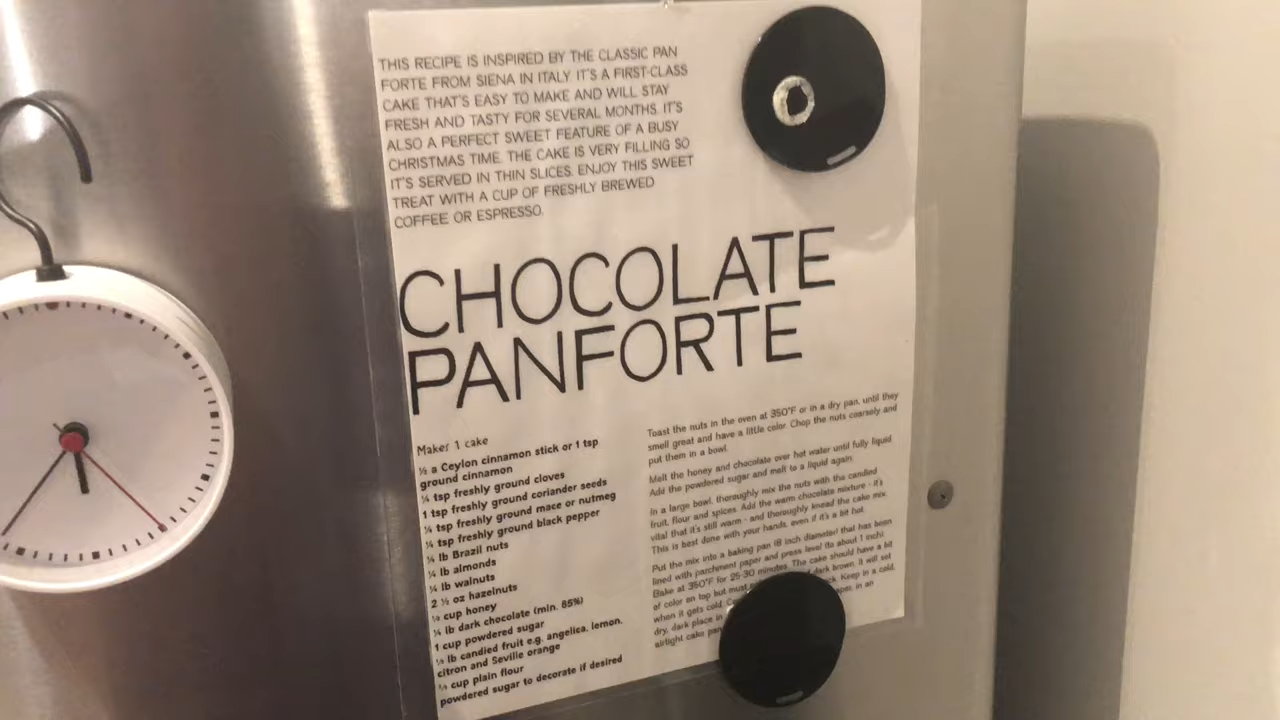 THIS RECIPE IS INSPIRED BY THE CLASSIC PAN
FORTE FROM SIENA IN ITALY. IT'S A FIRST-CLASS
CAKE THAT'S EASY TO MAKE AND WILL STAY
FRESH AND TASTY FOR SEVERAL MONTHS. IT'S
ALSO A PERFECT SWEET FEATURE OF A BUSY
CHRISTMAS TIME. THE CAKE IS VERY FILLING SO
IT'S SERVED IN THIN SLICES. ENJOY THIS SWEET
TREAT WITH A CUP OF FRESHLY BREWED
COFFEE OR ESPRESSO.
CHOCOLATE
PANFORTE
Makes 1 cake
½ a Ceylon cinnamon stick or 1 tsp
ground cinnamon
¼ tsp freshly ground cloves
1 tsp freshly ground coriander seeds
¼ tsp freshly ground mace or nutmeg
¼ tsp freshly ground black pepper
¼ lb Brazil nuts
¼ lb almonds
¼ lb walnuts
2 ½ oz hazelnuts
cup honey
¼ lb dark chocolate (min. 85%)
1 cup powdered sugar
lb candied fruit e.g. angelica, lemon,
citron and Seville orange
cup plain flour
powdered sugar to decorate if desired
Toast the nuts in the oven at 350°F or in a dry pan, until they
smell great and have a little color. Chop the nuts coarsely and
put them in a bowl.
Melt the honey and chocolate over hot water until fully liquid.
Add the powdered sugar and melt to a liquid again.
In a large bowl, thoroughly mix the nuts with the candied
fruit, flour and spices. Add the warm chocolate mixture - it's
vital that it's still warm - and thoroughly knead the cake mix.
This is best done with your hands, even if it's a bit hot.
Put the mix into a baking pan (8 inch diameter) that has been
lined with parchment paper and press level (to about 1 inch).
Bake at 350°F for 25-30 minutes. The cake should have a bit
of color on top but must dark brown. It will set
when it gets cold. Keep in a cold,
dry, dark place in in an
airtight cake pan